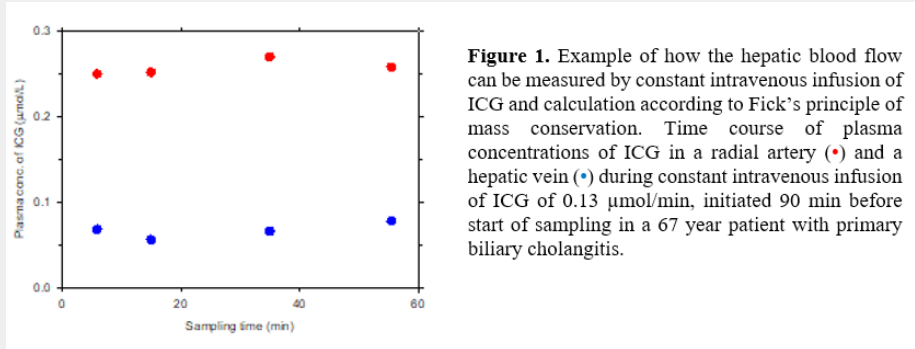 0.3
0.2
0.1
0.0
Plasma conc. of ICG (µmol/L)
0
20
40
60
Sampling time (min)
Figure 1. Example of how the hepatic blood flow
can be measured by constant intravenous infusion of
ICG and calculation according to Fick’s principle of
mass conservation. Time course of plasma
concentrations of ICG in a radial artery (•) and a
hepatic vein (•) during constant intravenous infusion
of ICG of 0.13 µmol/min, initiated 90 min before
start of sampling in a 67 year patient with primary
biliary cholangitis.